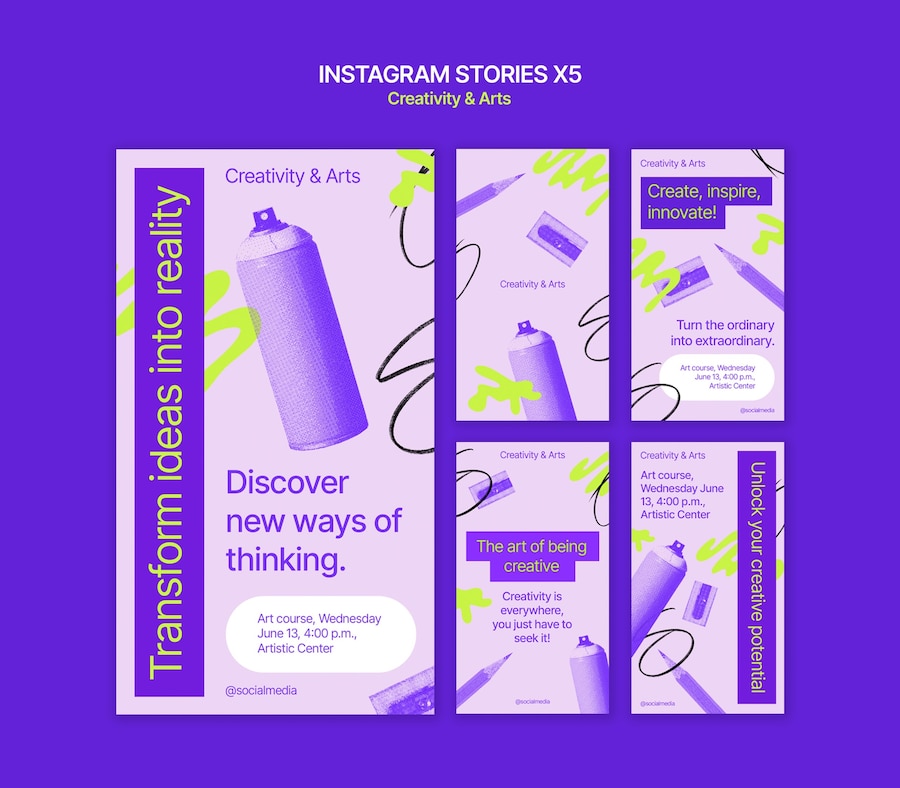 INSTAGRAM STORIES X5
Creativity & Arts
Transform ideas into reality
Creativity & Arts
Discover
new ways of
thinking.
Art course, Wednesday
June 13, 4:00 p.m.,
Artistic Center
@socialmedia
Creativity & Arts
Creativity & Arts
Create, inspire,
innovate!
Turn the ordinary
into extraordinary.
Art course, Wednesday
June 13, 4:00 p.m.,
Artistic Center
@socialmedia
Creativity & Arts
The art of being
creative
Creativity is
everywhere,
you just have to
seek it!
@socialmedia
Creativity & Arts
Art course,
Wednesday June
13, 4:00 p.m.,
Artistic Center
Unlock your creative potential
@socialmedia